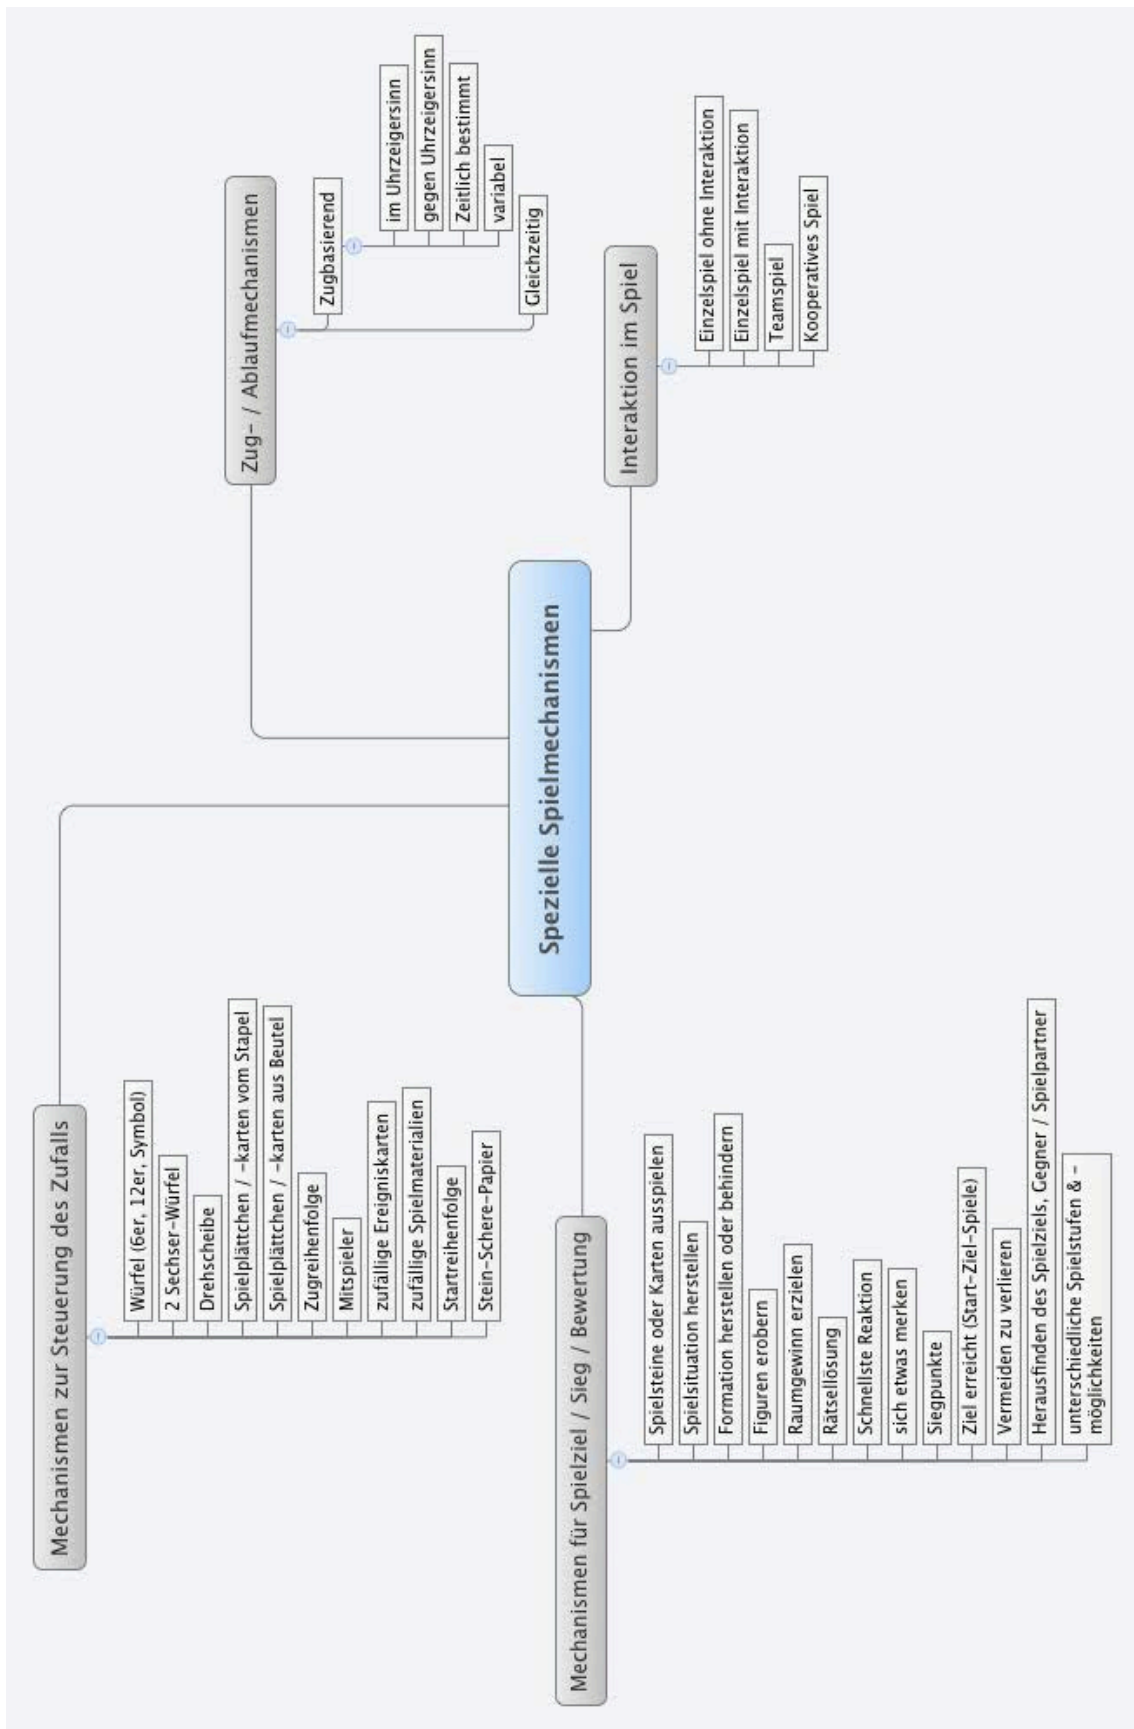 Mechanismen zur Steuerung des Zufalls
Würfel (6er, 12er, Symbol)
2 Sechser-Würfel
Drehscheibe
Spielplättchen / -karten vom Stapel
Spielplättchen / -karten aus Beutel
Zugreihenfolge
Mitspieler
zufällige Ereigniskarten
zufällige Spielmaterialien
Startreihenfolge
Stein-Schere-Papier
Zug- / Ablaufmechanismen
Zugbasierend
im Uhrzeigersinn
gegen Uhrzeigersinn
Zeitlich bestimmt
variabel
Gleichzeitig
Spezielle Spielmechanismen
Mechanismen für Spielziel / Sieg / Bewertung
Spielsteine oder Karten ausspielen
Spielsituation herstellen
Formation herstellen oder behindern
Figuren erobern
Raumgewinn erzielen
Rätsellösung
Schnellste Reaktion
sich etwas merken
Siegpunkte
Ziel erreicht (Start-Ziel-Spiele)
Vermeiden zu verlieren
Herausfinden des Spielziels, Gegner / Spielpartner
unterschiedliche Spielstufen & -
möglichkeiten
Interaktion im Spiel
Einzelspiel ohne Interaktion
Einzelspiel mit Interaktion
Teamspiel
Kooperatives Spiel